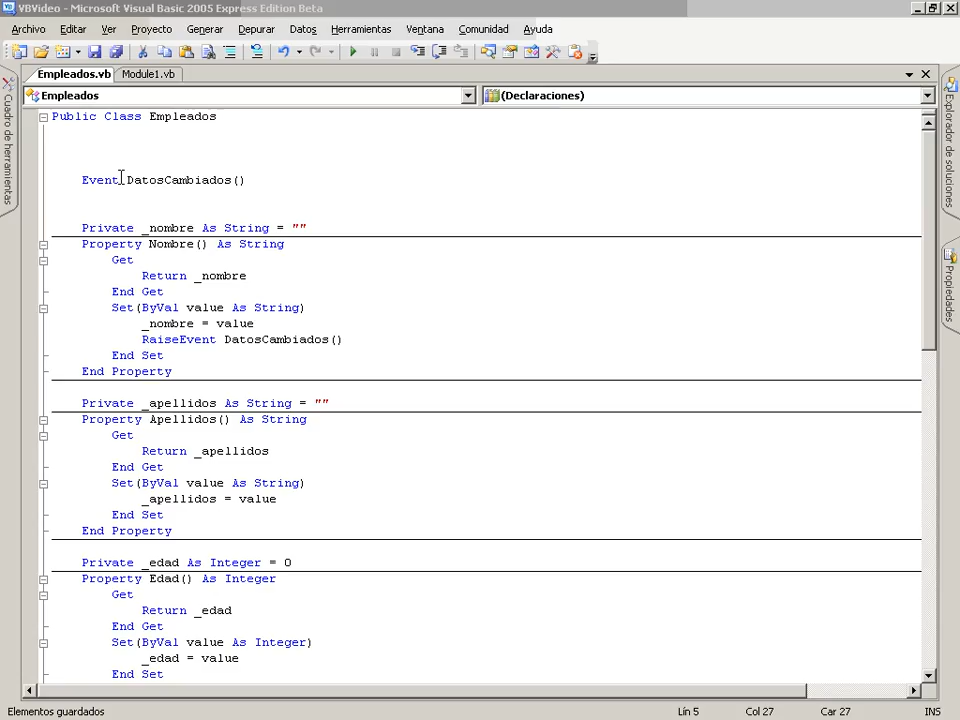 VBVideo - Microsoft Visual Basic 2005 Express Edition Beta
Archivo Editar Ver Proyecto Generar Depurar Datos Herramientas Ventana Comunidad Ayuda
Empleados.vb Module1.vb
Empleados (Declaraciones)
Cuadro de herramientas
Explorador de soluciones
Propiedades
Public Class Empleados
Event DatosCambiados()
Private _nombre As String = ""
Property Nombre() As String
Get
Return _nombre
End Get
Set(ByVal value As String)
_nombre = value
RaiseEvent DatosCambiados()
End Set
End Property
Private _apellidos As String = ""
Property Apellidos() As String
Get
Return _apellidos
End Get
Set(ByVal value As String)
_apellidos = value
End Set
End Property
Private _edad As Integer = 0
Property Edad() As Integer
Get
Return _edad
End Get
Set(ByVal value As Integer)
_edad = value
End Set
Elementos guardados Lín 5 Col 27 Car 27 INS